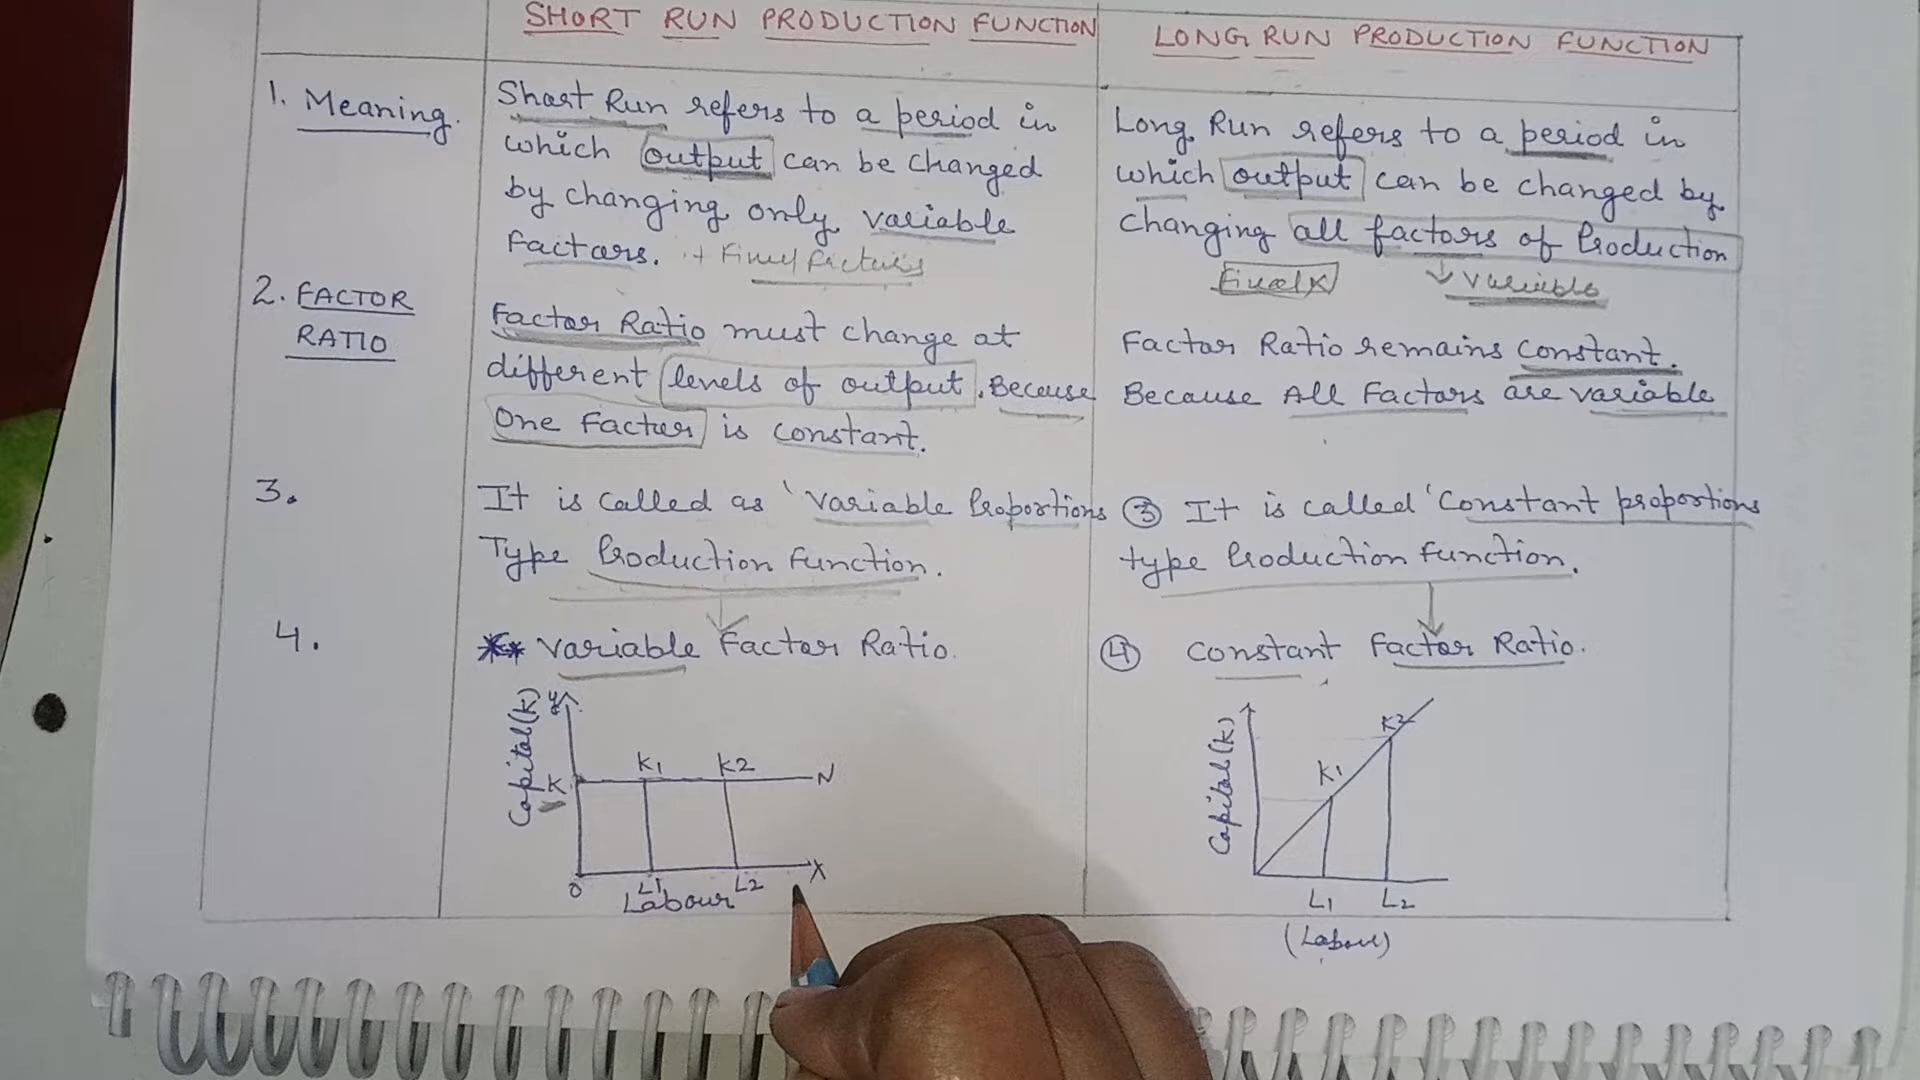 SHORT RUN PRODUCTION FUNCTION
LONG RUN PRODUCTION FUNCTION
1. Meaning.
Short Run refers to a period in
which output can be changed
by changing only variable
factors. + Fixed factors
Long Run refers to a period in
which output can be changed by
changing all factors of Production
Fixed X ↓ variable
2. FACTOR
RATIO
Factor Ratio must change at
different levels of output. Because
One Factor is constant.
Factor Ratio remains constant.
Because All Factors are variable
3.
It is called as 'Variable Proportions
Type Production function.
③ It is called 'Constant proportions
type Production function.
4.
** Variable Factor Ratio.
④ Constant Factor Ratio.
Capital (K)
y
K
K1
K2
N
0
L1
L2
X
Labour
Capital (K)
K1
K2
L1
L2
(Labour)